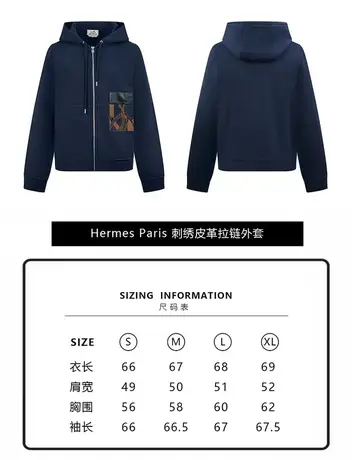 Hermes Paris 刺绣皮革拉链外套
SIZING INFORMATION
尺码表
SIZE S M L XL
衣长 66 67 68 69
肩宽 49 50 51 52
胸围 56 58 60 62
袖长 66 66.5 67 67.5